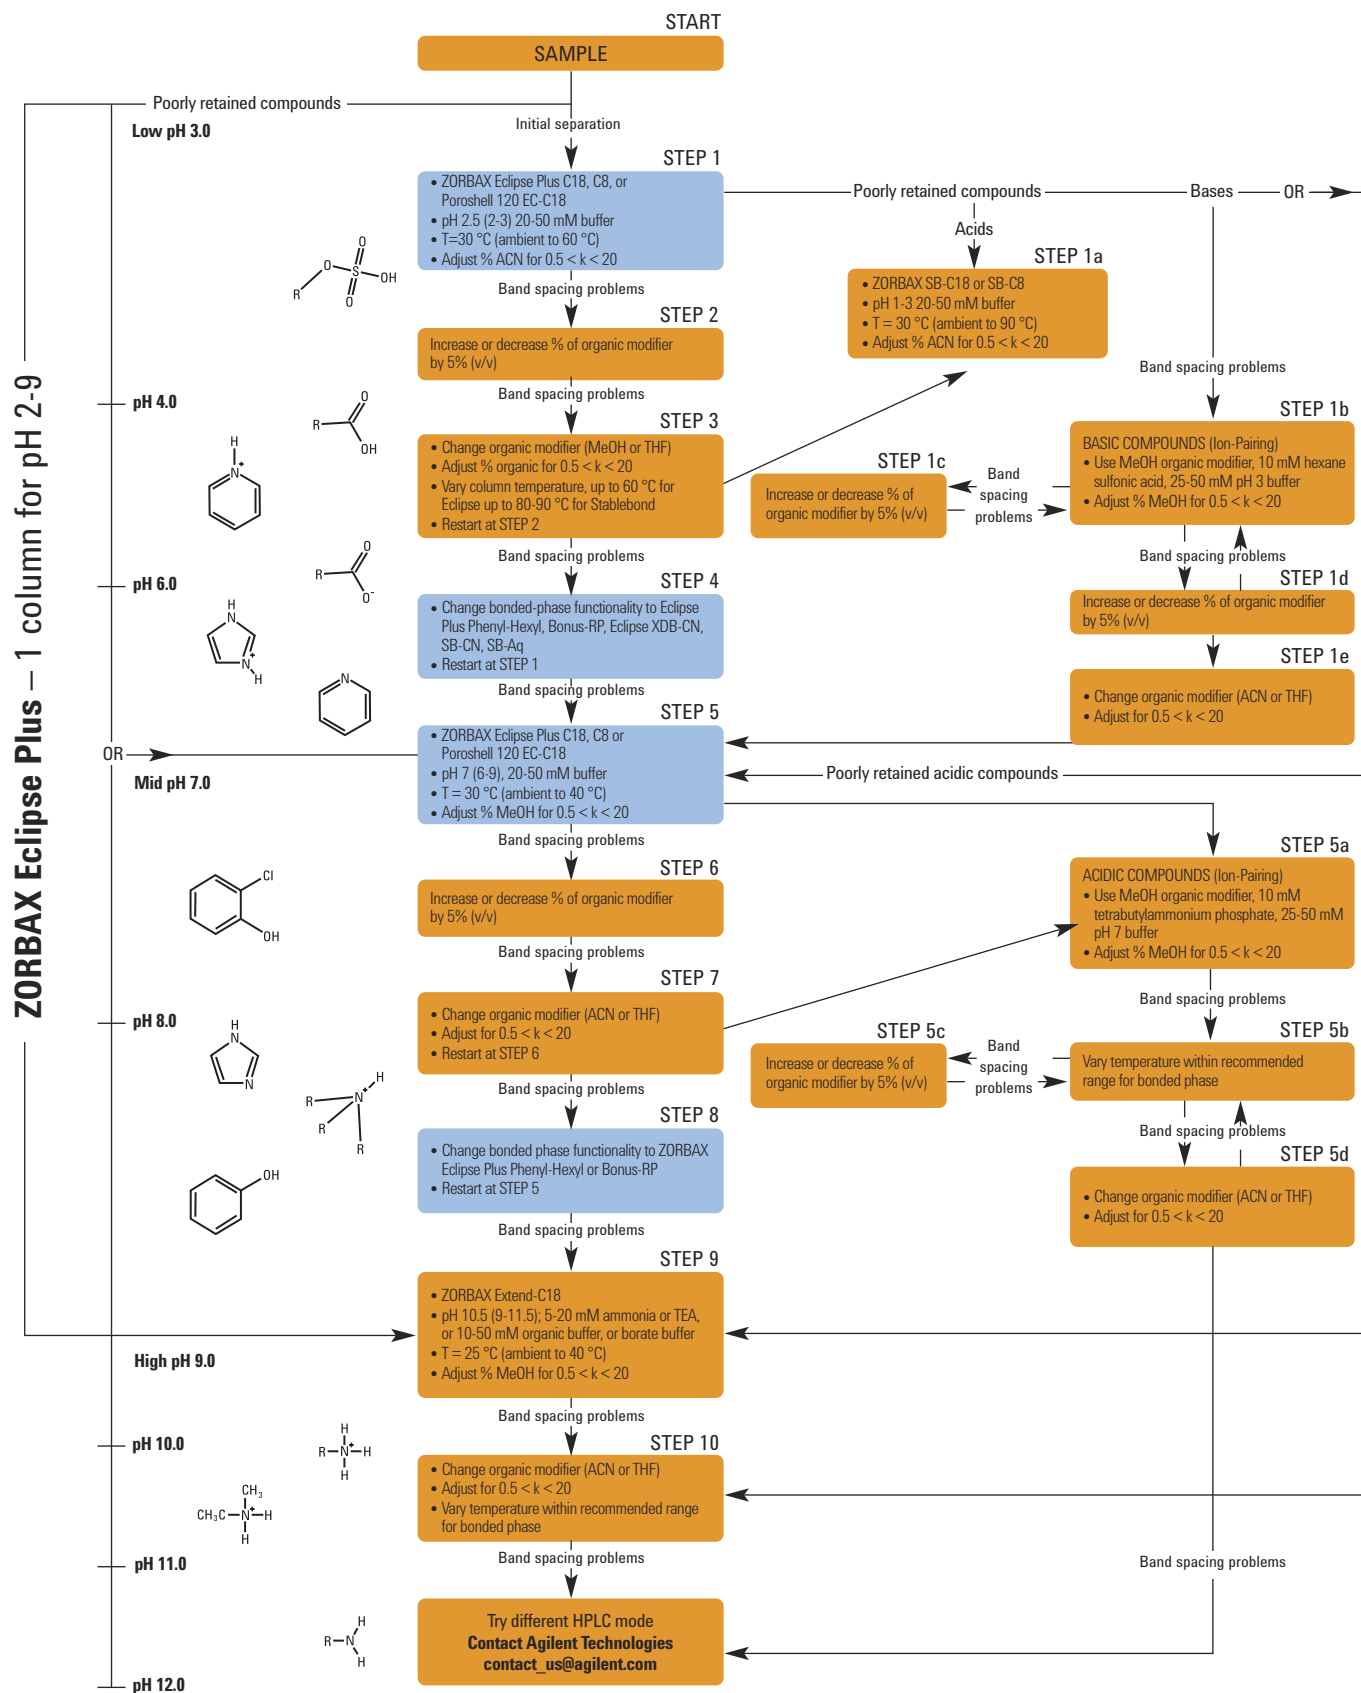 START
SAMPLE
Poorly retained compounds
Low pH 3.0
Initial separation
STEP 1
• ZORBAX Eclipse Plus C18, C8, or
Poroshell 120 EC-C18
• pH 2.5 (2-3) 20-50 mM buffer
• T=30 °C (ambient to 60 °C)
• Adjust % ACN for 0.5 < k < 20
Poorly retained compounds
Bases
OR
Acids
STEP 1a
• ZORBAX SB-C18 or SB-C8
• pH 1-3 20-50 mM buffer
• T = 30 °C (ambient to 90 °C)
• Adjust % ACN for 0.5 < k < 20
O
R
O
S
OH
O
Band spacing problems
STEP 2
Increase or decrease % of organic modifier
by 5% (v/v)
Band spacing problems
pH 4.0
STEP 3
• Change organic modifier (MeOH or THF)
• Adjust % organic for 0.5 < k < 20
• Vary column temperature, up to 60 °C for
Eclipse up to 80-90 °C for Stablebond
• Restart at STEP 2
O
R
OH
H
N+
Band spacing problems
STEP 1b
BASIC COMPOUNDS (Ion-Pairing)
• Use MeOH organic modifier, 10 mM hexane
sulfonic acid, 25-50 mM pH 3 buffer
• Adjust % MeOH for 0.5 < k < 20
STEP 1c
Increase or decrease % of
organic modifier by 5% (v/v)
Band
spacing
problems
Band spacing problems
STEP 1d
Increase or decrease % of organic modifier
by 5% (v/v)
STEP 1e
• Change organic modifier (ACN or THF)
• Adjust for 0.5 < k < 20
Band spacing problems
pH 6.0
O
R
O-
H
N
N+
H
N
STEP 4
• Change bonded-phase functionality to Eclipse
Plus Phenyl-Hexyl, Bonus-RP, Eclipse XDB-CN,
SB-CN, SB-Aq
• Restart at STEP 1
Band spacing problems
ZORBAX Eclipse Plus – 1 column for pH 2-9
OR
Mid pH 7.0
STEP 5
• ZORBAX Eclipse Plus C18, C8 or
Poroshell 120 EC-C18
• pH 7 (6-9), 20-50 mM buffer
• T = 30 °C (ambient to 40 °C)
• Adjust % MeOH for 0.5 < k < 20
Poorly retained acidic compounds
Band spacing problems
STEP 6
Increase or decrease % of organic modifier
by 5% (v/v)
Cl
OH
STEP 5a
ACIDIC COMPOUNDS (Ion-Pairing)
• Use MeOH organic modifier, 10 mM
tetrabutylammonium phosphate, 25-50 mM
pH 7 buffer
• Adjust % MeOH for 0.5 < k < 20
Band spacing problems
STEP 7
• Change organic modifier (ACN or THF)
• Adjust for 0.5 < k < 20
• Restart at STEP 6
pH 8.0
H
N
N
H
R
N+
R
R
Band spacing problems
STEP 5b
Vary temperature within recommended
range for bonded phase
STEP 5c
Increase or decrease % of
organic modifier by 5% (v/v)
Band
spacing
problems
Band spacing problems
STEP 5d
• Change organic modifier (ACN or THF)
• Adjust for 0.5 < k < 20
Band spacing problems
STEP 8
• Change bonded phase functionality to ZORBAX
Eclipse Plus Phenyl-Hexyl or Bonus-RP
• Restart at STEP 5
OH
Band spacing problems
STEP 9
• ZORBAX Extend-C18
• pH 10.5 (9-11.5); 5-20 mM ammonia or TEA,
or 10-50 mM organic buffer, or borate buffer
• T = 25 °C (ambient to 40 °C)
• Adjust % MeOH for 0.5 < k < 20
High pH 9.0
Band spacing problems
pH 10.0
H
R
N+
H
H
STEP 10
• Change organic modifier (ACN or THF)
• Adjust for 0.5 < k < 20
• Vary temperature within recommended range
for bonded phase
CH3
CH3C
N+
H
H
Band spacing problems
Band spacing problems
pH 11.0
Try different HPLC mode
Contact Agilent Technologies
contact_us@agilent.com
H
R
N
H
pH 12.0